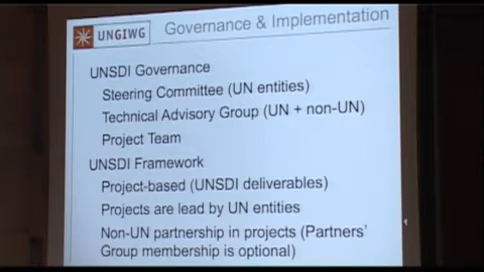 UNGIWG
Governance & Implementation
UNSDI Governance
Steering Committee (UN entities)
Technical Advisory Group (UN + non-UN)
Project Team
UNSDI Framework
Project-based (UNSDI deliverables)
Projects are lead by UN entities
Non-UN partnership in projects (Partners'
Group membership is optional)